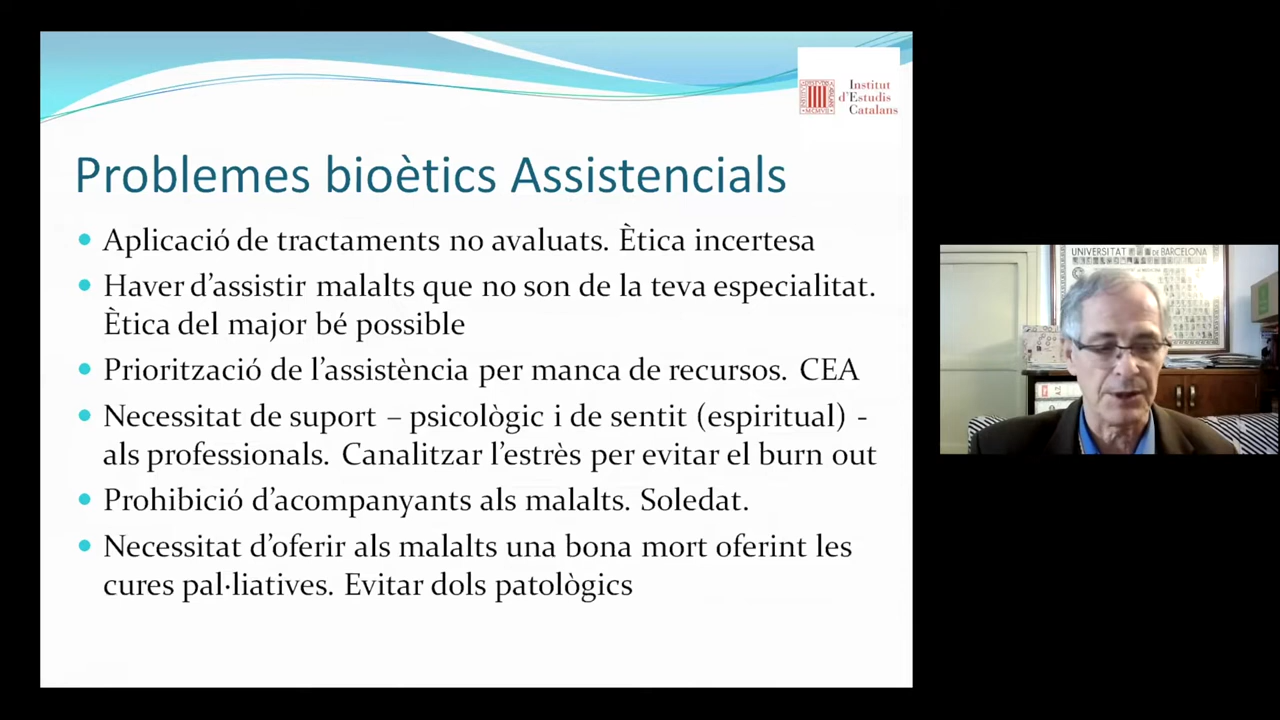 Institut
d'Estudis
Catalans
Problemes bioètics Assistencials
Aplicació de tractaments no avaluats. Ètica incertesa
Haver d’assistir malalts que no son de la teva especialitat.
Ètica del major bé possible
Priorització de l’assistència per manca de recursos. CEA
Necessitat de suport – psicològic i de sentit (espiritual) -
als professionals. Canalitzar l’estrès per evitar el burn out
Prohibició d’acompanyants als malalts. Soledat.
Necessitat d’oferir als malalts una bona mort oferint les
cures pal·liatives. Evitar dols patològics
UNIVERSITAT DE BARCELONA